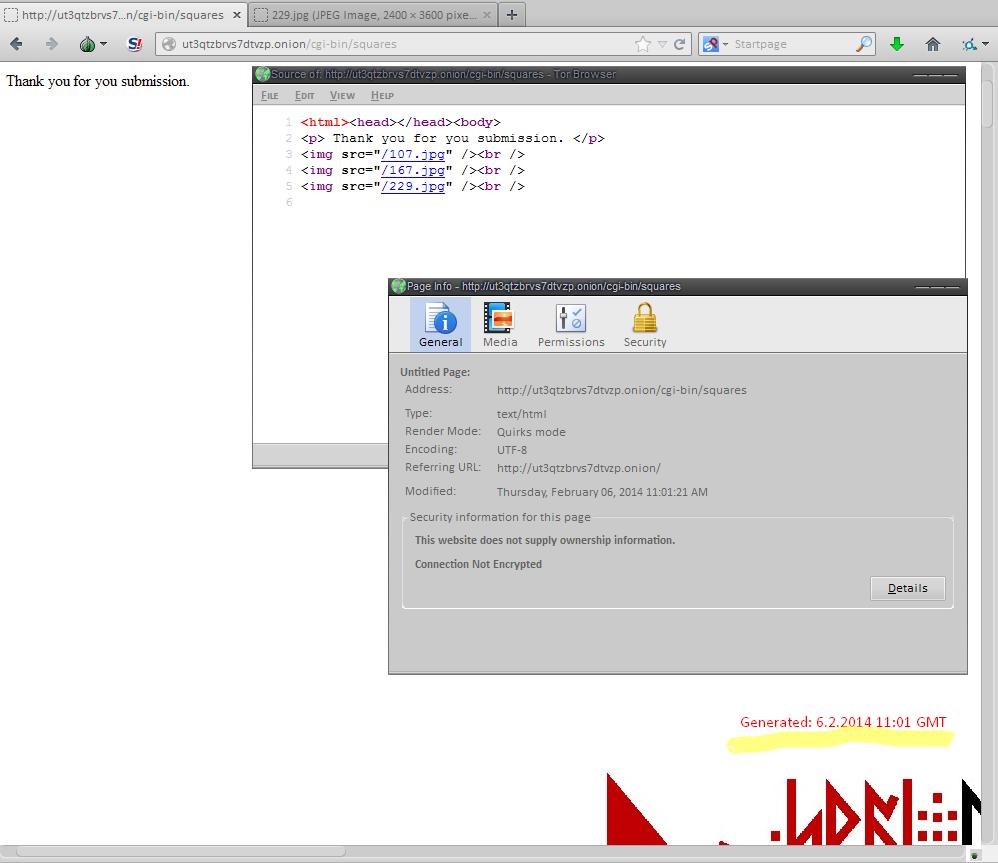 http://ut3qtzbrvs7...n/cgi-bin/squares ×
229.jpg (JPEG Image, 2400 × 3600 pixe... ×
ut3qtzbrvs7dtvzp.onion/cgi-bin/squares
Startpage
Thank you for you submission.
Source of: http://ut3qtzbrvs7dtvzp.onion/cgi-bin/squares - Tor Browser
File Edit View Help
1 <html><head></head><body>
2 <p> Thank you for you submission. </p>
3 <img src="/107.jpg" /><br />
4 <img src="/167.jpg" /><br />
5 <img src="/229.jpg" /><br />
6
Page Info - http://ut3qtzbrvs7dtvzp.onion/cgi-bin/squares
General Media Permissions Security
Untitled Page:
Address: http://ut3qtzbrvs7dtvzp.onion/cgi-bin/squares
Type: text/html
Render Mode: Quirks mode
Encoding: UTF-8
Referring URL: http://ut3qtzbrvs7dtvzp.onion/
Modified: Thursday, February 06, 2014 11:01:21 AM
Security information for this page
This website does not supply ownership information.
Connection Not Encrypted
Details
Generated: 6.2.2014 11:01 GMT